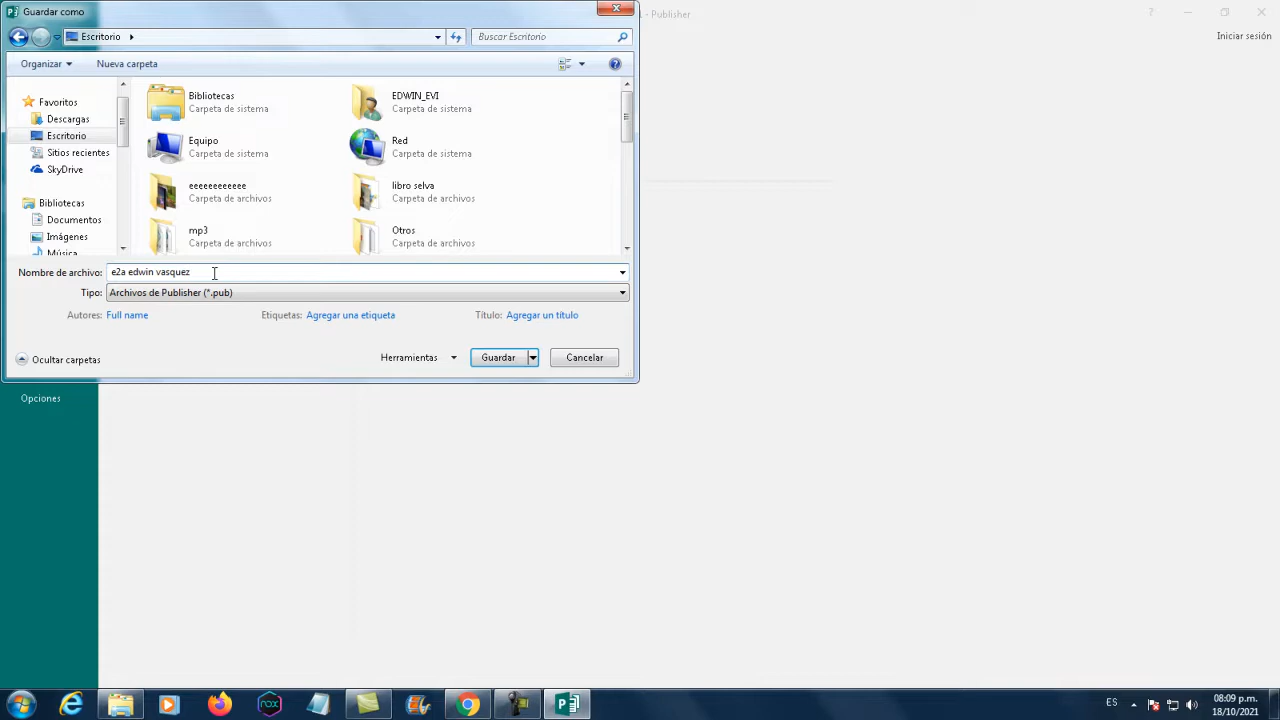 Guardar como
1 - Publisher
?
Iniciar sesión
Escritorio
Buscar Escritorio
Organizar
Nueva carpeta
Favoritos
Descargas
Escritorio
Sitios recientes
SkyDrive
Bibliotecas
Documentos
Imágenes
Música
Bibliotecas
Carpeta de sistema
EDWIN_EVI
Carpeta de sistema
Equipo
Carpeta de sistema
Red
Carpeta de sistema
eeeeeeeeeee
Carpeta de archivos
libro selva
Carpeta de archivos
mp3
Carpeta de archivos
Otros
Carpeta de archivos
Nombre de archivo: e2a edwin vasquez
Tipo: Archivos de Publisher (*.pub)
Autores: Full name
Etiquetas: Agregar una etiqueta
Título: Agregar un título
Ocultar carpetas
Herramientas
Guardar
Cancelar
Opciones
nox
ES
08:09 p.m.
18/10/2021